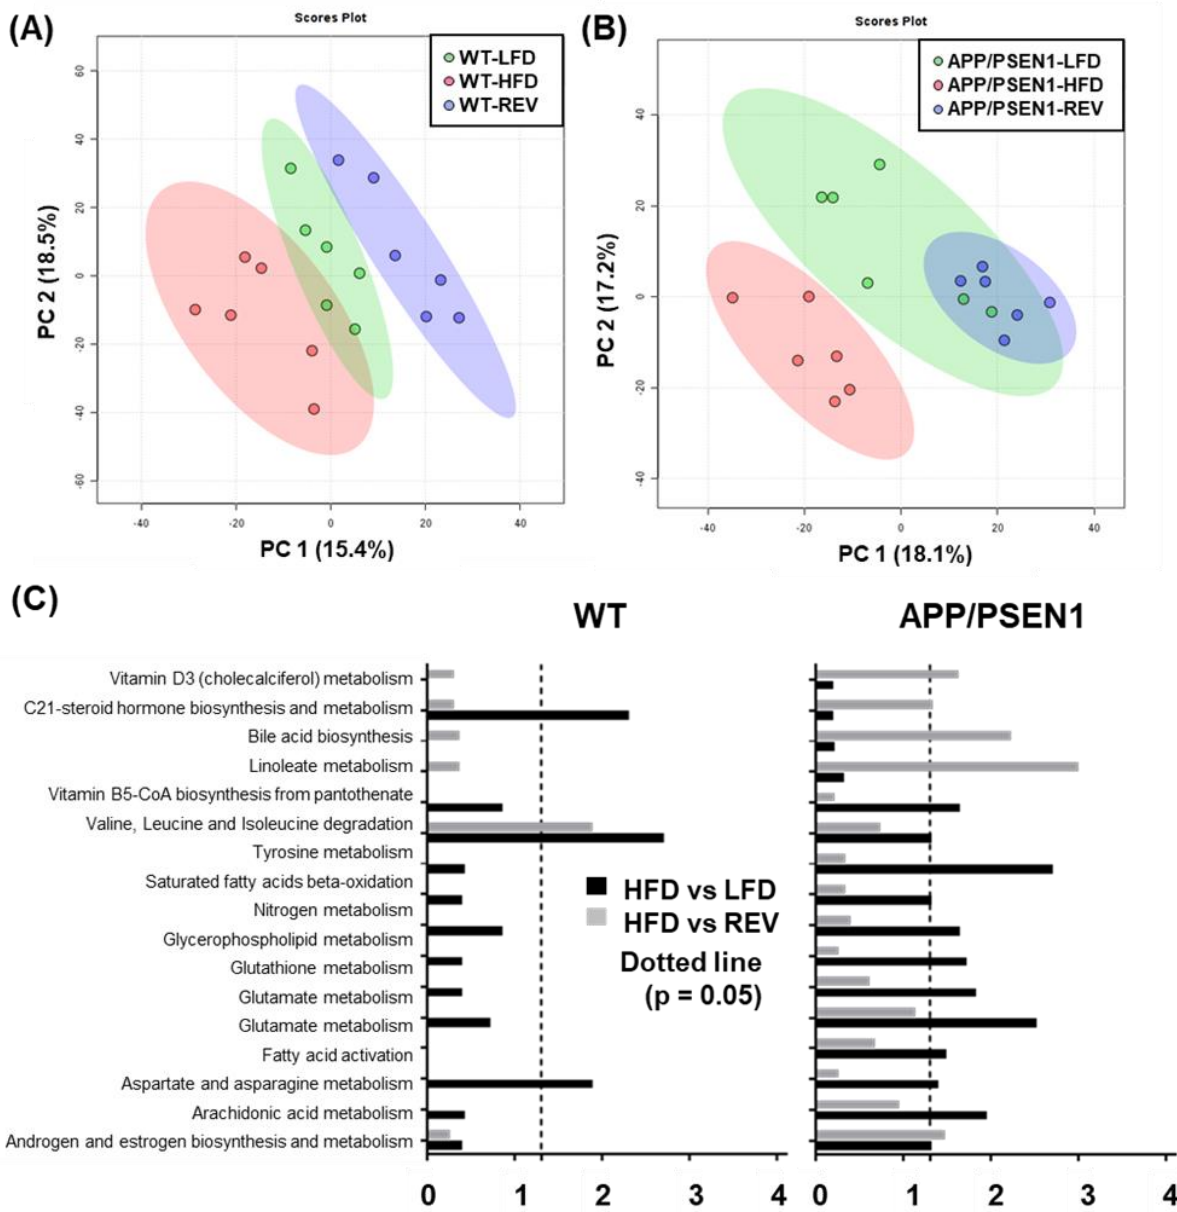 (A)
Scores Plot
WT-LFD
WT-HFD
WT-REV
60
40
20
0
-20
-40
-60
PC 2 (18.5%)
-40
-20
0
20
40
PC 1 (15.4%)
(B)
Scores Plot
APP/PSEN1-LFD
APP/PSEN1-HFD
APP/PSEN1-REV
40
20
0
-20
-40
PC 2 (17.2%)
-40
-20
0
20
40
PC 1 (18.1%)
(C)
WT
APP/PSEN1
Vitamin D3 (cholecalciferol) metabolism
C21-steroid hormone biosynthesis and metabolism
Bile acid biosynthesis
Linoleate metabolism
Vitamin B5-CoA biosynthesis from pantothenate
Valine, Leucine and Isoleucine degradation
Tyrosine metabolism
Saturated fatty acids beta-oxidation
Nitrogen metabolism
Glycerophospholipid metabolism
Glutathione metabolism
Glutamate metabolism
Glutamate metabolism
Fatty acid activation
Aspartate and asparagine metabolism
Arachidonic acid metabolism
Androgen and estrogen biosynthesis and metabolism
HFD vs LFD
HFD vs REV
Dotted line
(p = 0.05)
0 1 2 3 4
0 1 2 3 4